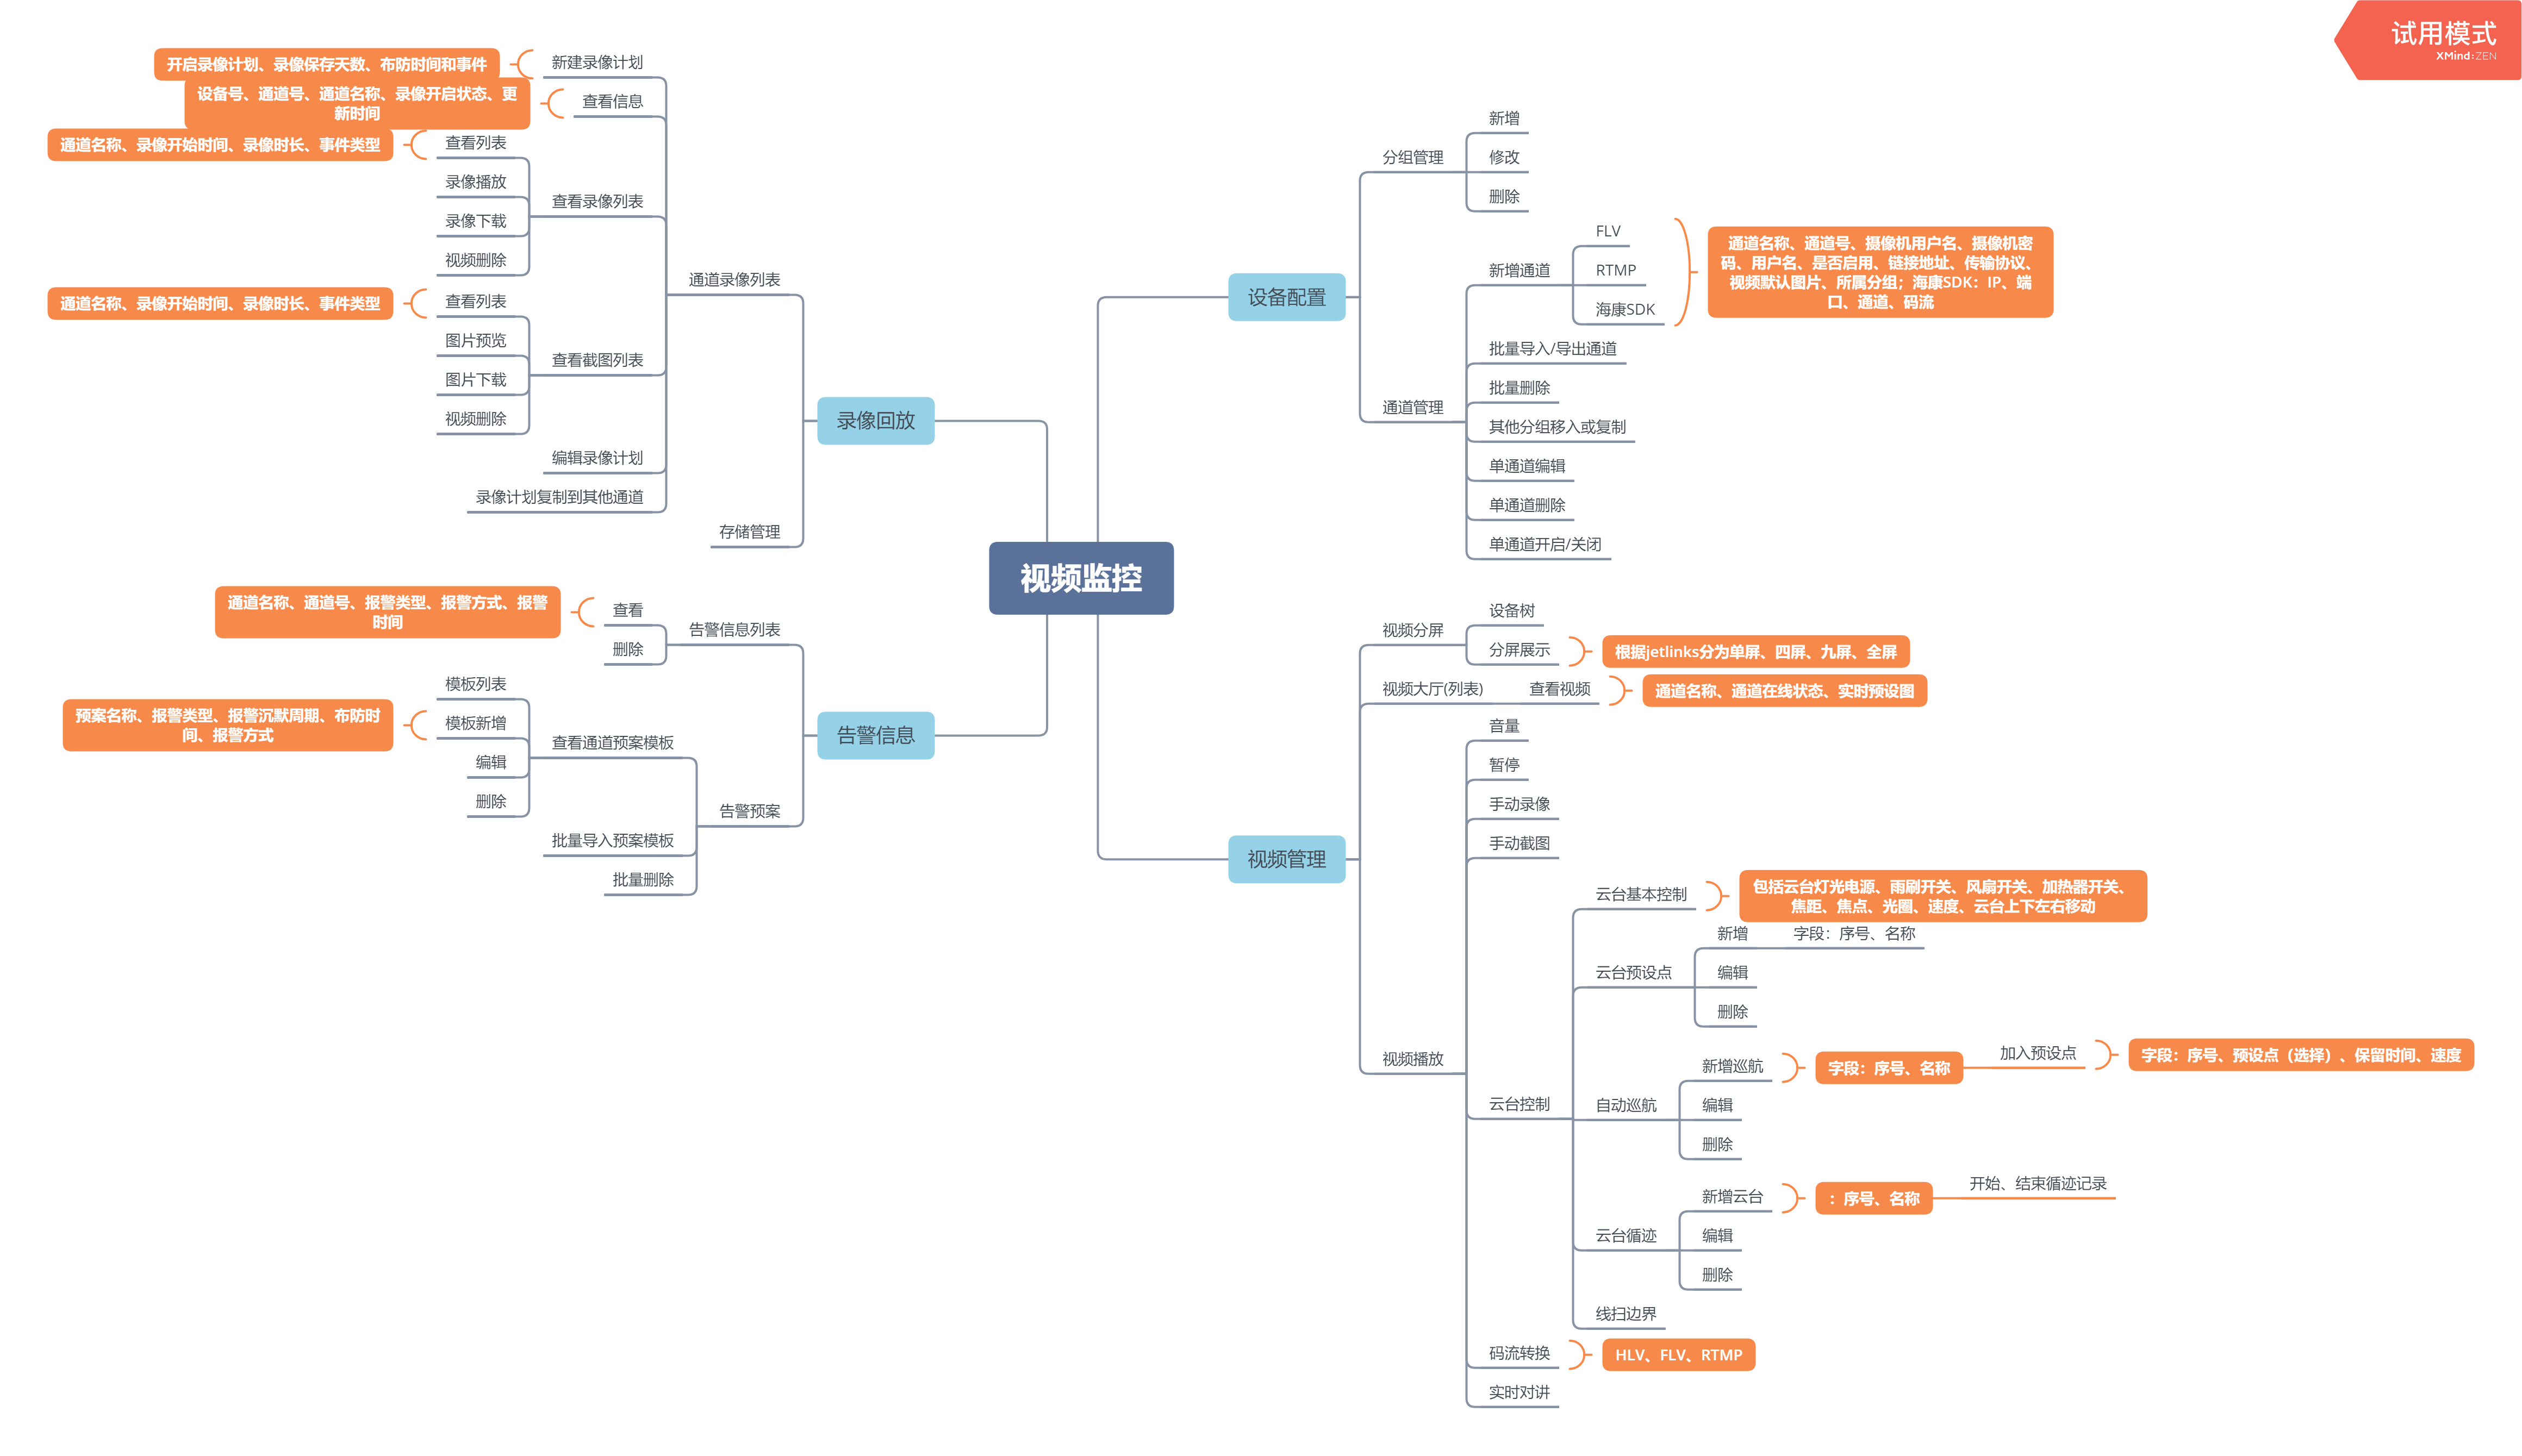 试用模式
XMind:ZEN
视频监控
设备配置
分组管理
新增
修改
删除
通道管理
新增通道
FLV
RTMP
海康SDK
通道名称、通道号、摄像机用户名、摄像机密
码、用户名、是否启用、链接地址、传输协议、
视频默认图片、所属分组；海康SDK：IP、端
口、通道、码流
批量导入/导出通道
批量删除
其他分组移入或复制
单通道编辑
单通道删除
单通道开启/关闭
视频管理
视频分屏
设备树
分屏展示
根据jetlinks分为单屏、四屏、九屏、全屏
视频大厅(列表)
查看视频
通道名称、通道在线状态、实时预设图
视频播放
音量
暂停
手动录像
手动截图
云台控制
云台基本控制
包括云台灯光电源、雨刷开关、风扇开关、加热器开关、
焦距、焦点、光圈、速度、云台上下左右移动
云台预设点
新增
字段：序号、名称
编辑
删除
自动巡航
新增巡航
字段：序号、名称
加入预设点
字段：序号、预设点（选择）、保留时间、速度
编辑
删除
云台循迹
新增云台
：序号、名称
开始、结束循迹记录
编辑
删除
线扫边界
码流转换
HLV、FLV、RTMP
实时对讲
录像回放
通道录像列表
新建录像计划
开启录像计划、录像保存天数、布防时间和事件
查看信息
设备号、通道号、通道名称、录像开启状态、更
新时间
查看录像列表
查看列表
通道名称、录像开始时间、录像时长、事件类型
录像播放
录像下载
视频删除
查看截图列表
查看列表
通道名称、录像开始时间、录像时长、事件类型
图片预览
图片下载
视频删除
编辑录像计划
录像计划复制到其他通道
存储管理
告警信息
告警信息列表
查看
通道名称、通道号、报警类型、报警方式、报警
时间
删除
告警预案
查看通道预案模板
模板列表
模板新增
预案名称、报警类型、报警沉默周期、布防时
间、报警方式
编辑
删除
批量导入预案模板
批量删除